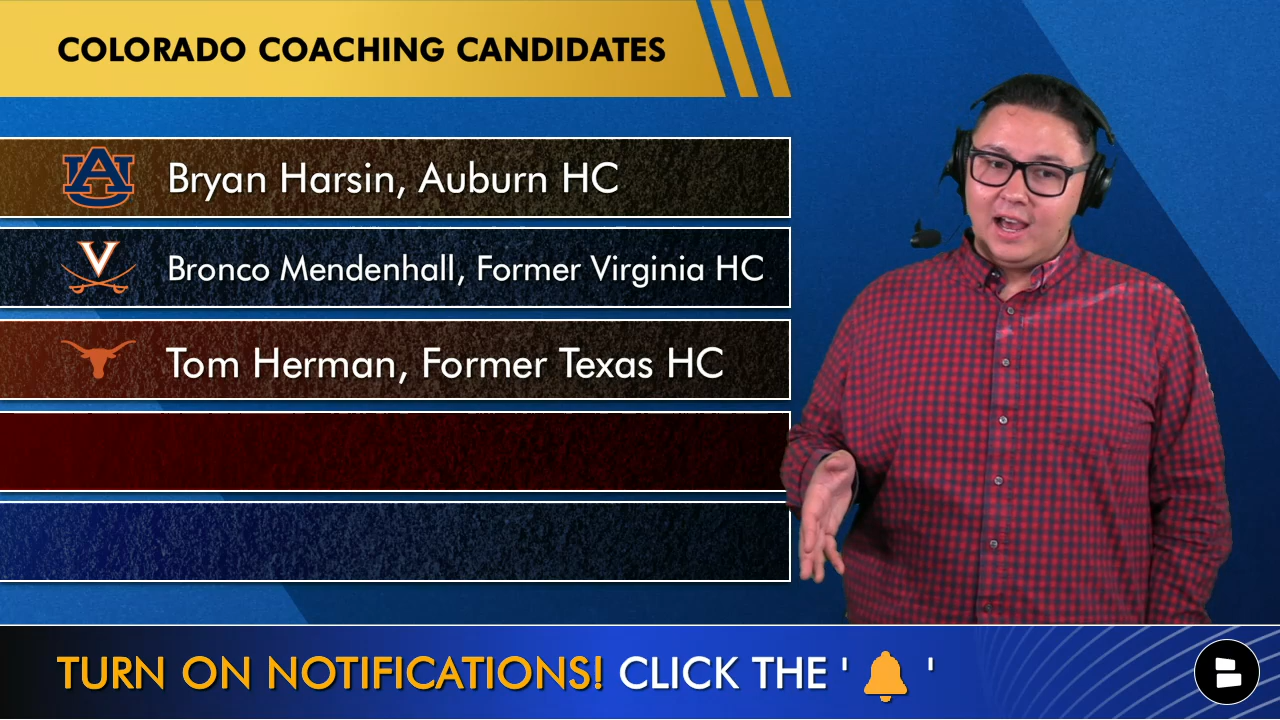 COLORADO COACHING CANDIDATES
Bryan Harsin, Auburn HC
Bronco Mendenhall, Former Virginia HC
Tom Herman, Former Texas HC
TURN ON NOTIFICATIONS! CLICK THE ' '